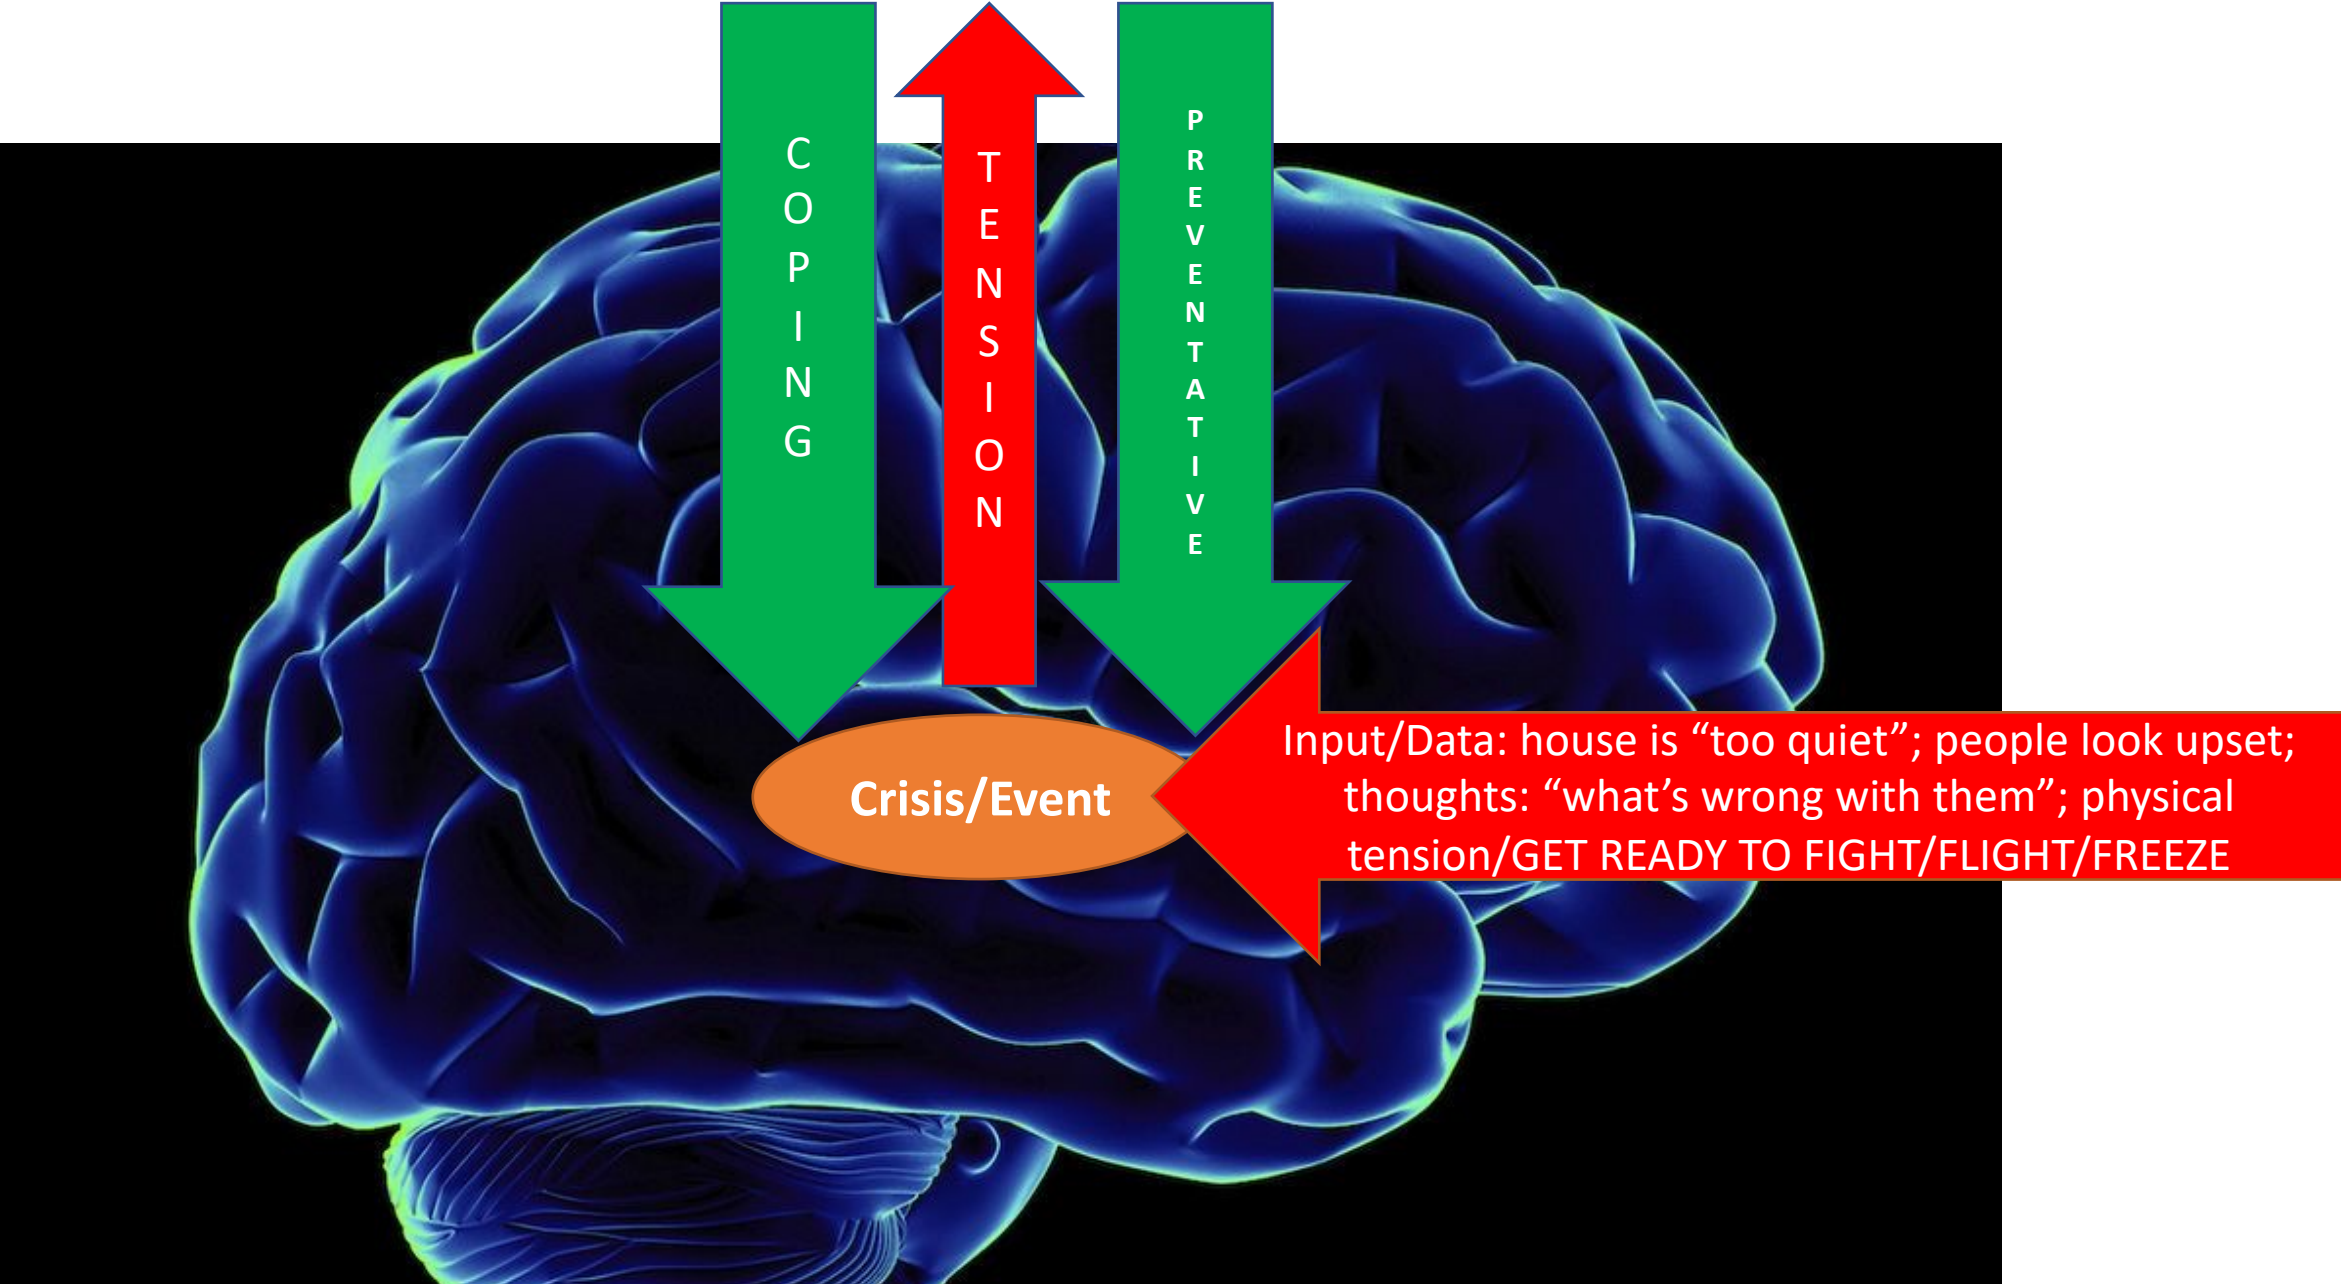 COPING
TENSION
PREVENTATIVE
Input/Data: house is “too quiet”; people look upset;
thoughts: “what’s wrong with them”; physical
tension/GET READY TO FIGHT/FLIGHT/FREEZE
Crisis/Event